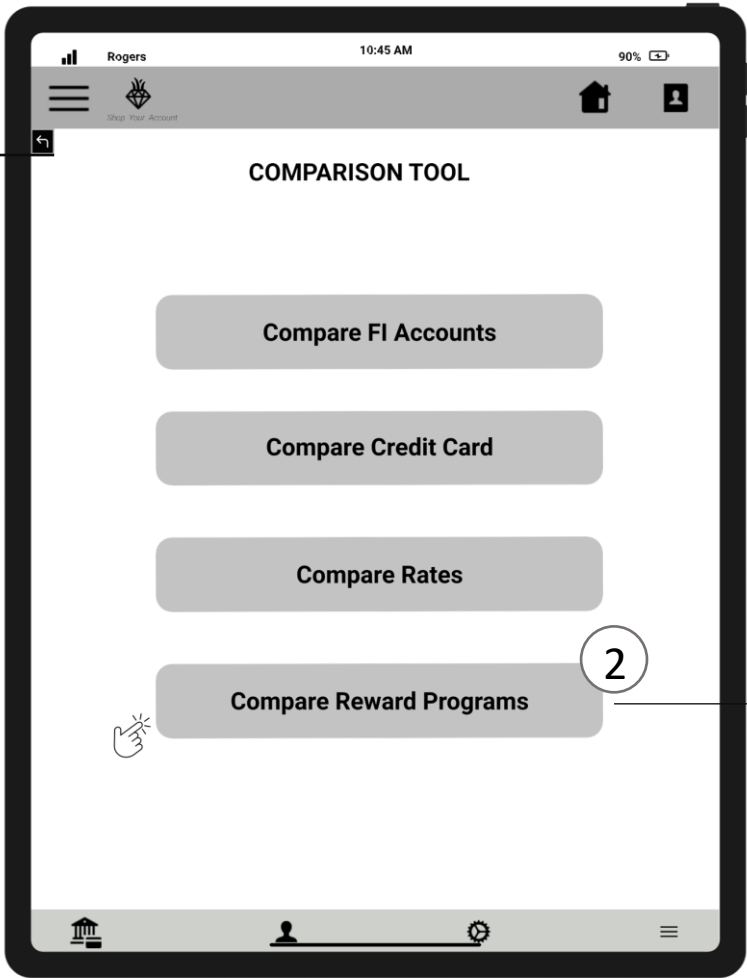 Rogers
10:45 AM
90%
Shop Your Account
COMPARISON TOOL
Compare FI Accounts
Compare Credit Card
Compare Rates
2
Compare Reward Programs